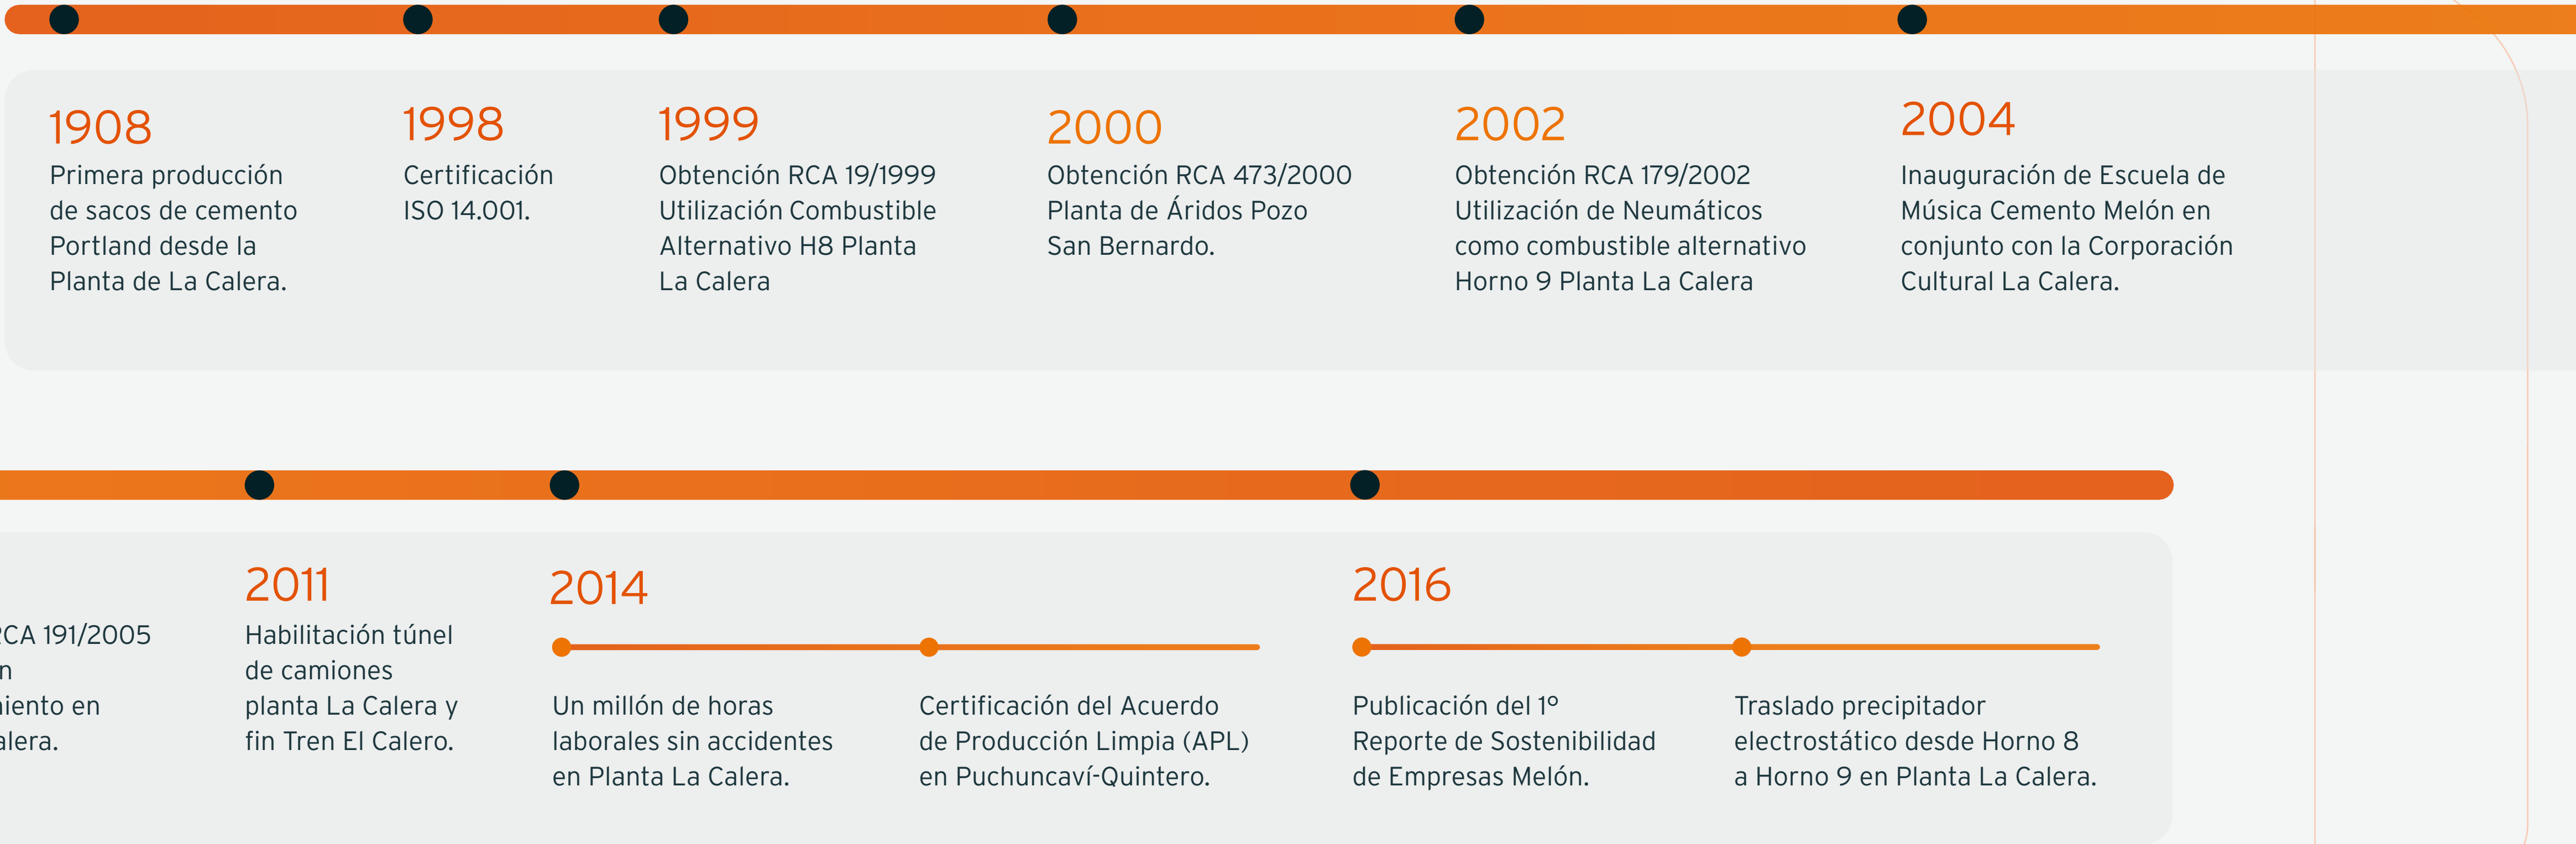 1908
Primera producción
de sacos de cemento
Portland desde la
Planta de La Calera.
1998
Certificación
ISO 14.001.
1999
Obtención RCA 19/1999
Utilización Combustible
Alternativo H8 Planta
La Calera
2000
Obtención RCA 473/2000
Planta de Áridos Pozo
San Bernardo.
2002
Obtención RCA 179/2002
Utilización de Neumáticos
como combustible alternativo
Horno 9 Planta La Calera
2004
Inauguración de Escuela de
Música Cemento Melón en
conjunto con la Corporación
Cultural La Calera.
191/2005
en
2011
Habilitación túnel
de camiones
planta La Calera y
fin Tren El Calero.
2014
Un millón de horas
laborales sin accidentes
en Planta La Calera.
Certificación del Acuerdo
de Producción Limpia (APL)
en Puchuncaví-Quintero.
2016
Publicación del 1º
Reporte de Sostenibilidad
de Empresas Melón.
Traslado precipitador
electrostático desde Horno 8
a Horno 9 en Planta La Calera.